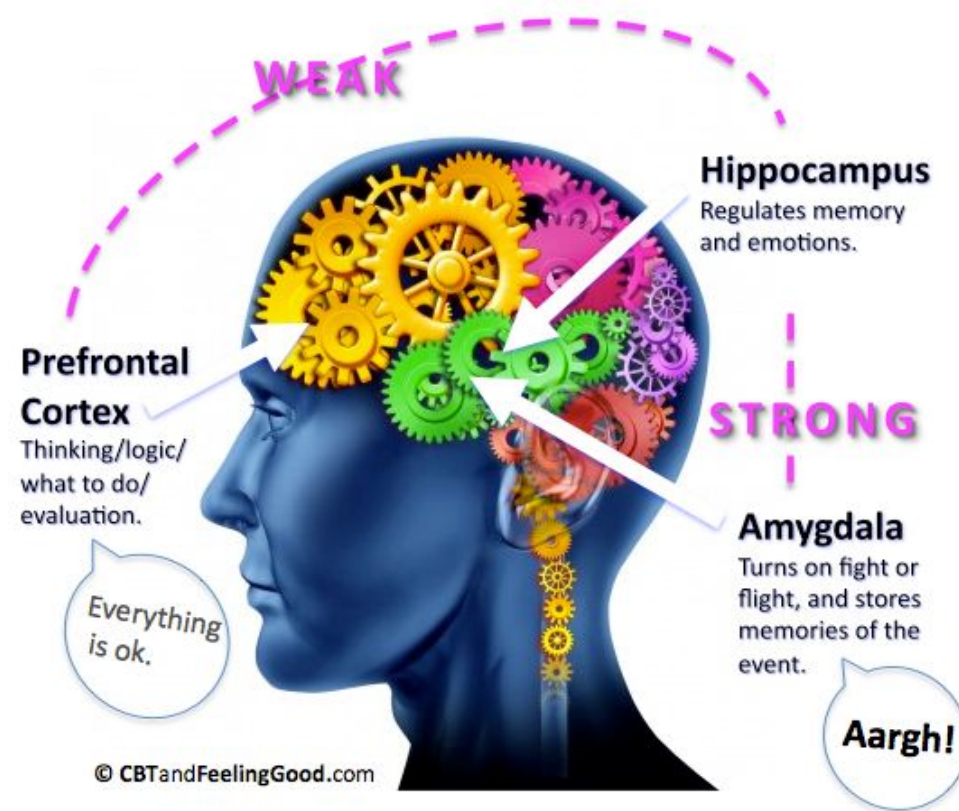 WEAK
Hippocampus
Regulates memory
and emotions.
Prefrontal
Cortex
Thinking/logic/
what to do/
evaluation.
STRONG
Amygdala
Turns on fight or
flight, and stores
memories of the
event.
Everything
is ok.
Aargh!
© CBTandFeelingGood.com